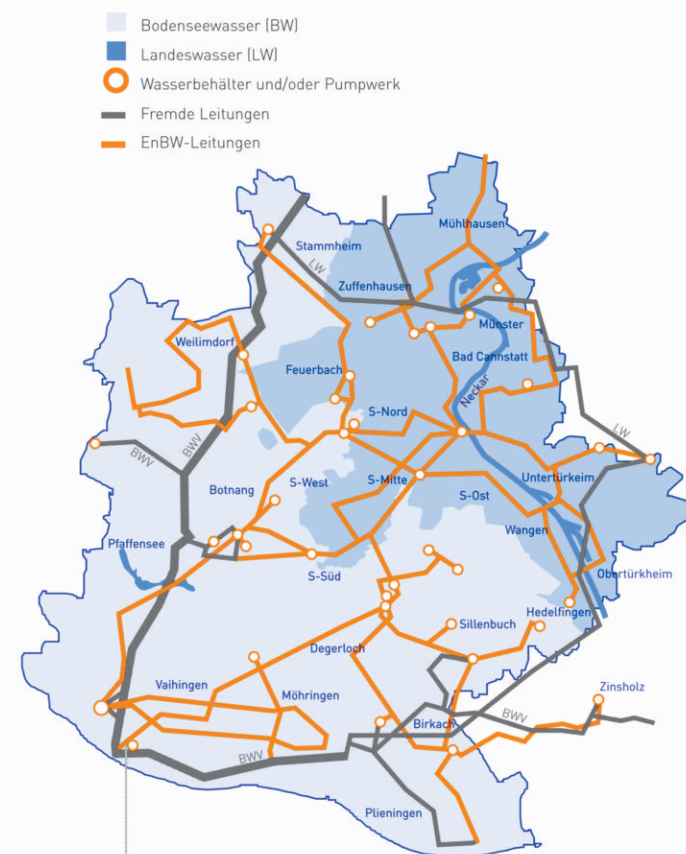 Bodenseewasser (BW)
Landeswasser (LW)
Wasserbehälter und/oder Pumpwerk
Fremde Leitungen
EnBW-Leitungen
Mühlhausen
Stammheim
LW
Zuffenhausen
Münster
Weilimdorf
Bad Cannstatt
Feuerbach
Neckar
S-Nord
LW
BWV
BWV
S-West
S-Mitte
Untertürkeim
Botnang
S-Ost
Wangen
Pfaffensee
S-Süd
Obertürkheim
Hedelfingen
Sillenbuch
Degerloch
Vaihingen
Möhringen
Zinsholz
Birkach
BWV
BWV
Plieningen